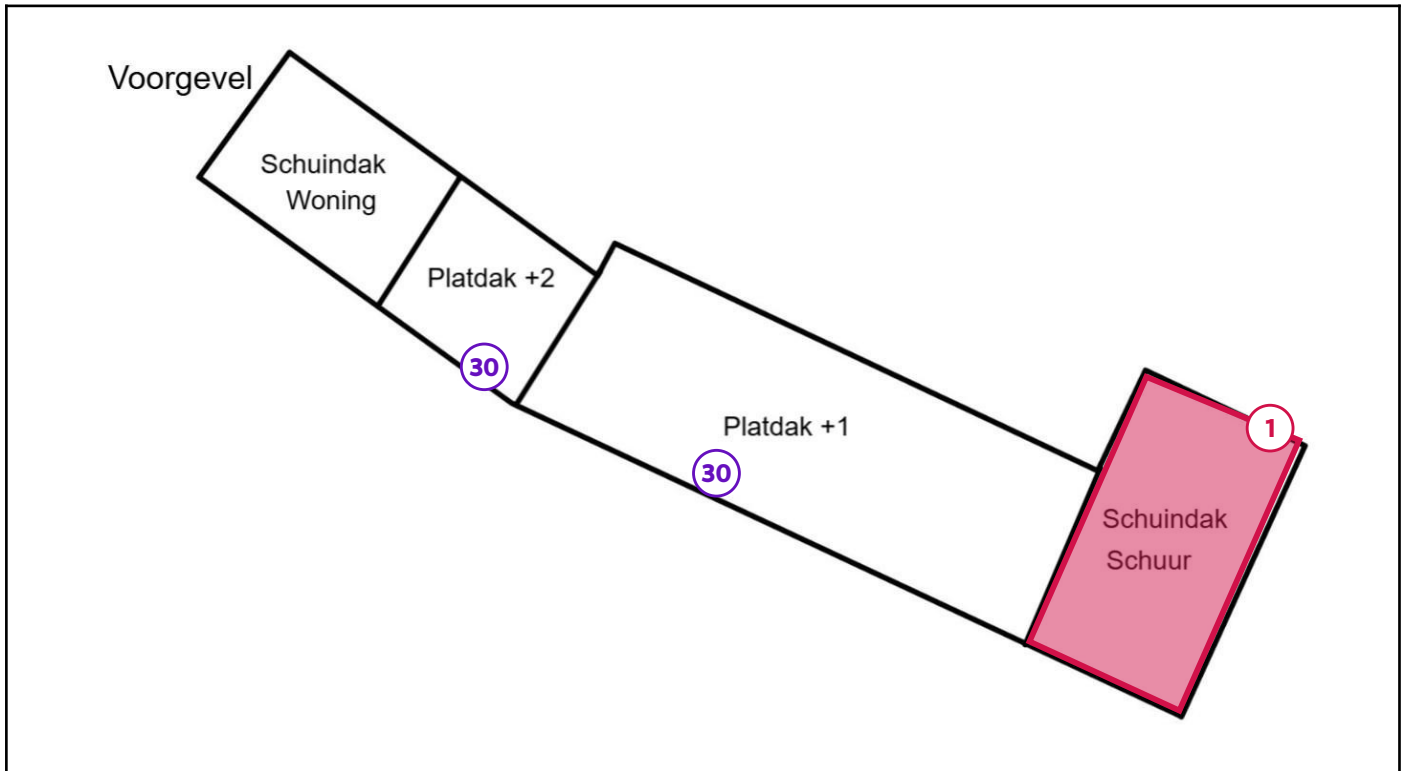 Voorgevel
Schuindak
Woning
Platdak +2
30
Platdak +1
30
1
Schuindak
Schuur